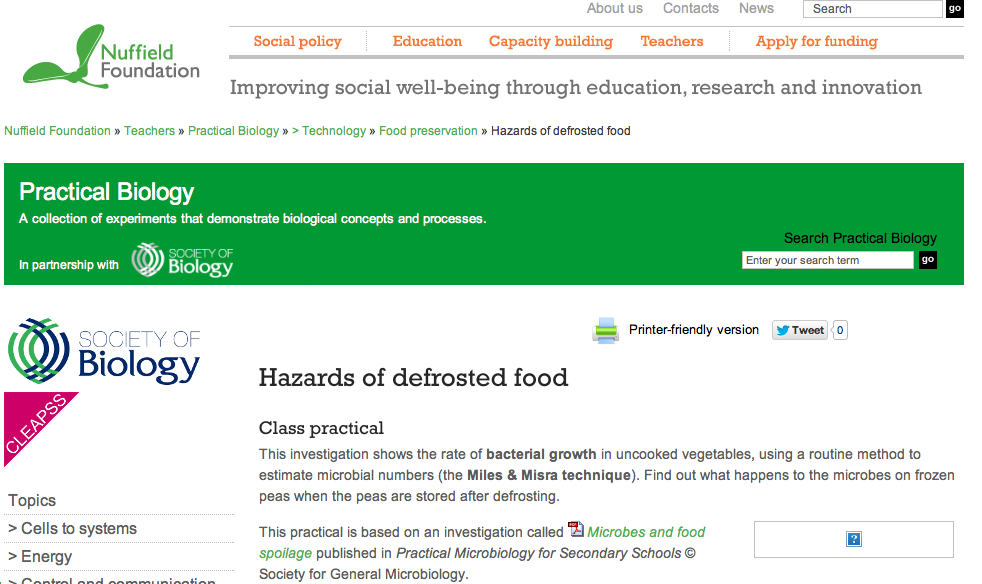 About us Contacts News Search go
Nuffield
Foundation
Social policy Education Capacity building Teachers Apply for funding
Improving social well-being through education, research and innovation
Nuffield Foundation » Teachers » Practical Biology » > Technology » Food preservation » Hazards of defrosted food
Practical Biology
A collection of experiments that demonstrate biological concepts and processes.
In partnership with SOCIETY OF
Biology
Search Practical Biology
Enter your search term go
SOCIETY OF
Biology
CLEAPSS
Printer-friendly version Tweet 0
Hazards of defrosted food
Class practical
This investigation shows the rate of bacterial growth in uncooked vegetables, using a routine method to
estimate microbial numbers (the Miles & Misra technique). Find out what happens to the microbes on frozen
peas when the peas are stored after defrosting.
This practical is based on an investigation called Microbes and food
spoilage published in Practical Microbiology for Secondary Schools ©
Society for General Microbiology.
?
Topics
> Cells to systems
> Energy
> Control and communication